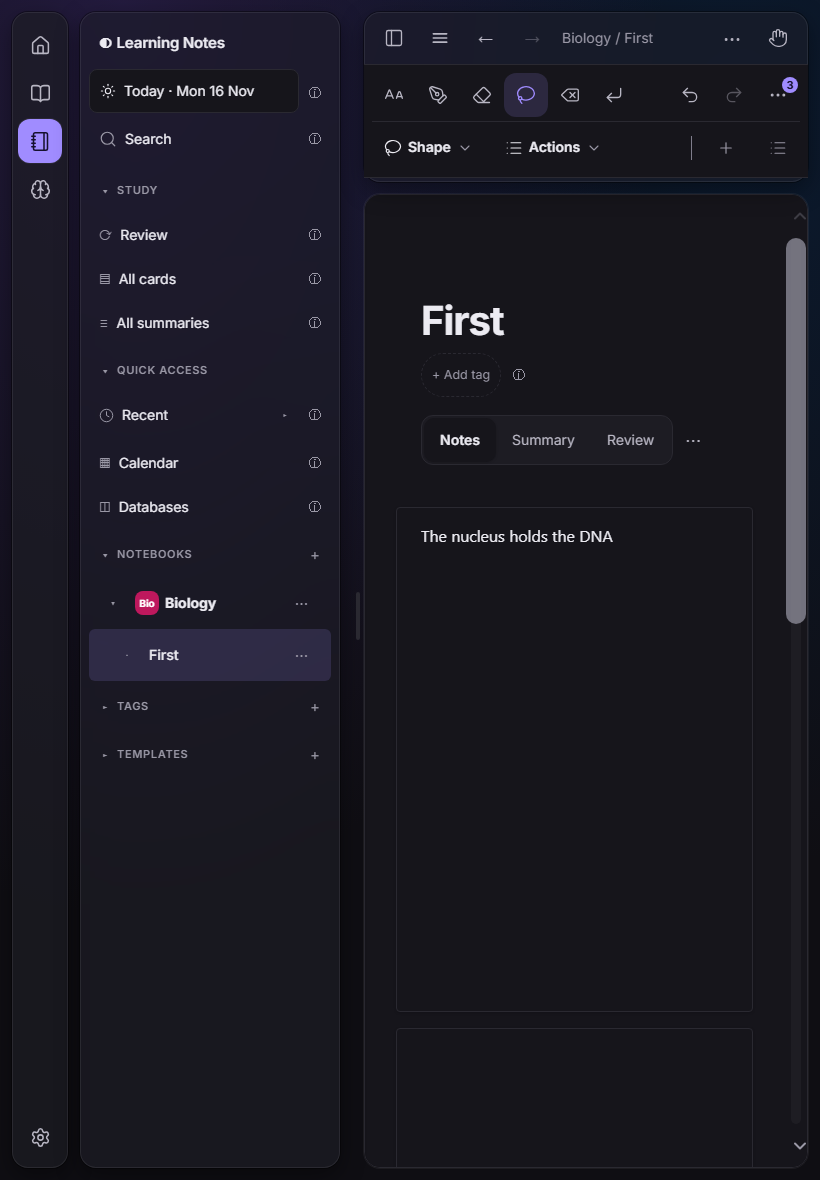 Learning Notes
Today · Mon 16 Nov
Search
STUDY
Review
All cards
All summaries
QUICK ACCESS
Recent
Calendar
Databases
NOTEBOOKS
Bio Biology
First
TAGS
TEMPLATES
Biology / First
AA
3
Shape
Actions
First
+ Add tag
Notes Summary Review
The nucleus holds the DNA